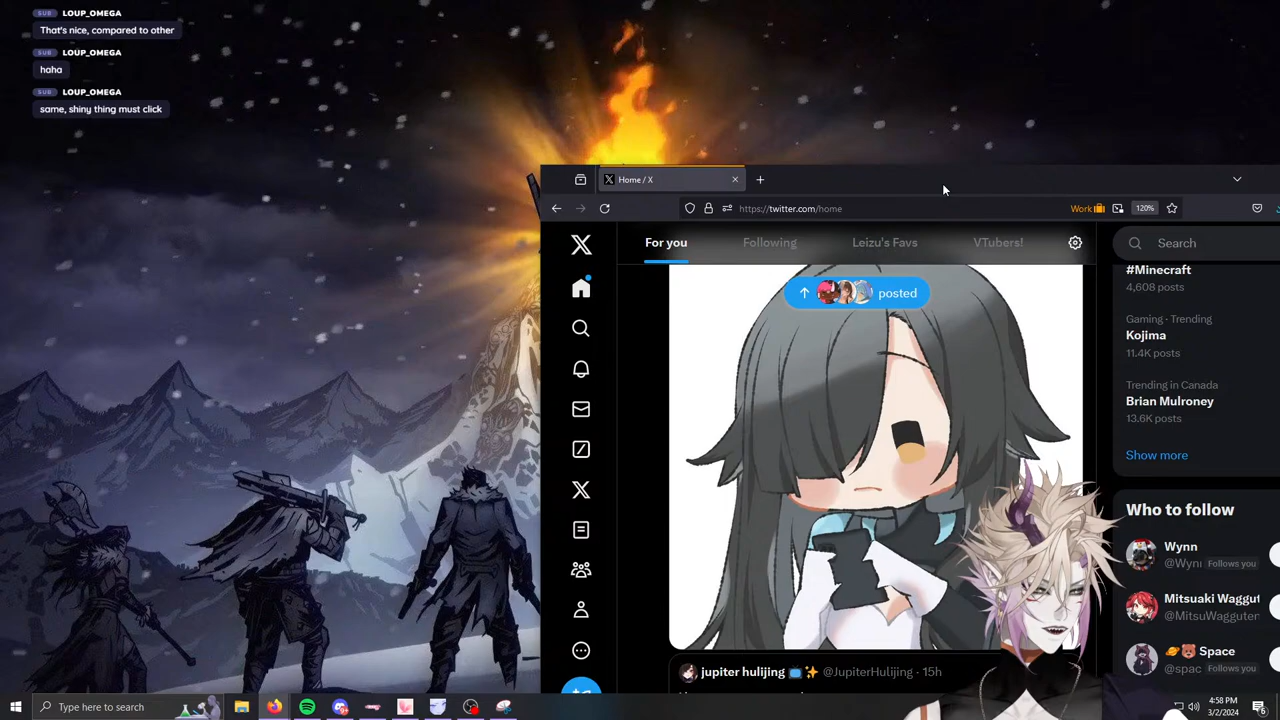 SUB LOUP_OMEGA
That's nice, compared to other
SUB LOUP_OMEGA
haha
SUB LOUP_OMEGA
same, shiny thing must click
Home / X
https://twitter.com/home
Work
120%
For you
Following
Leizu's Favs
VTubers!
Search
posted
#Minecraft
4,608 posts
Gaming · Trending
Kojima
11.4K posts
Trending in Canada
Brian Mulroney
13.6K posts
Show more
Who to follow
Wynn
@Wynn Follows you
Mitsuaki Waggut
@MitsuWagguten
Space
@spac Follows you
jupiter hulijing @JupiterHulijing · 15h
Type here to search
4:58 PM
3/2/2024
6